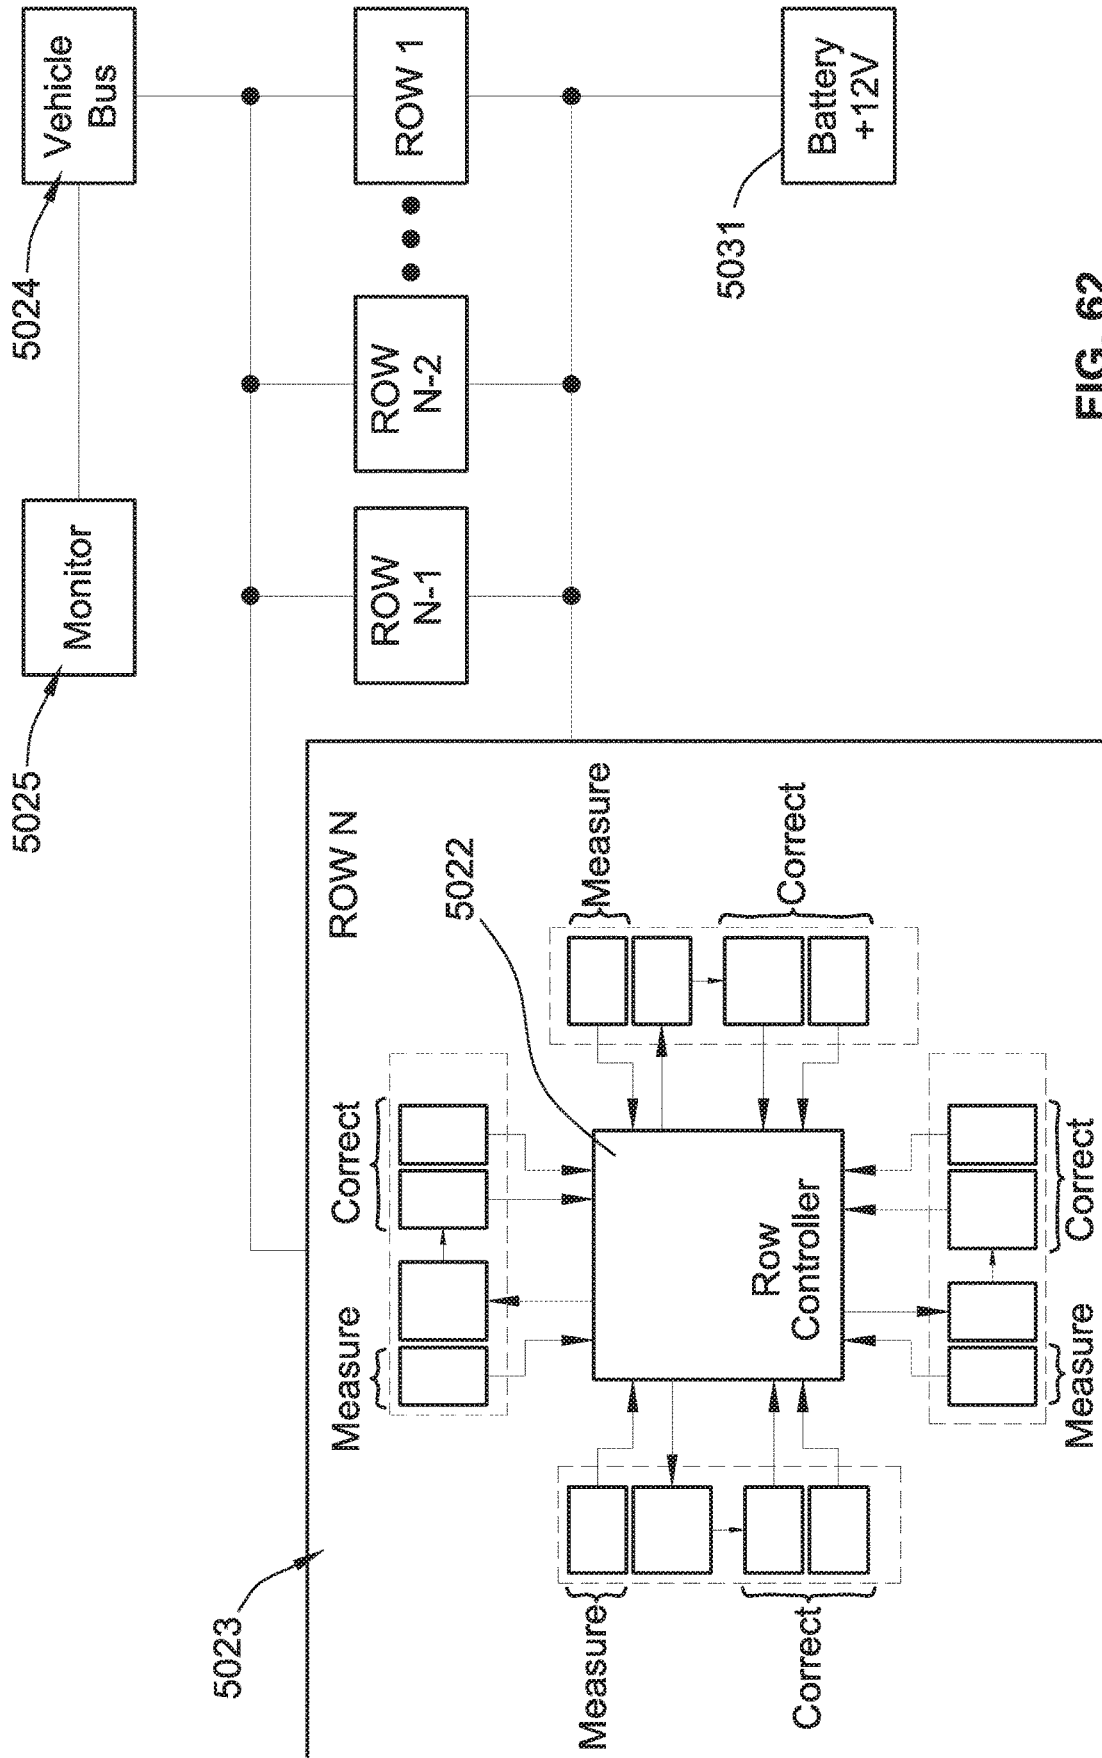 5025
Monitor
5024
Vehicle
Bus
5023
ROW N
ROW
N-1
ROW
N-2
ROW 1
Measure
Correct
5022
Measure
Correct
Row
Controller
Measure
Correct
Measure
Correct
5031
Battery
+12V
FIG. 62